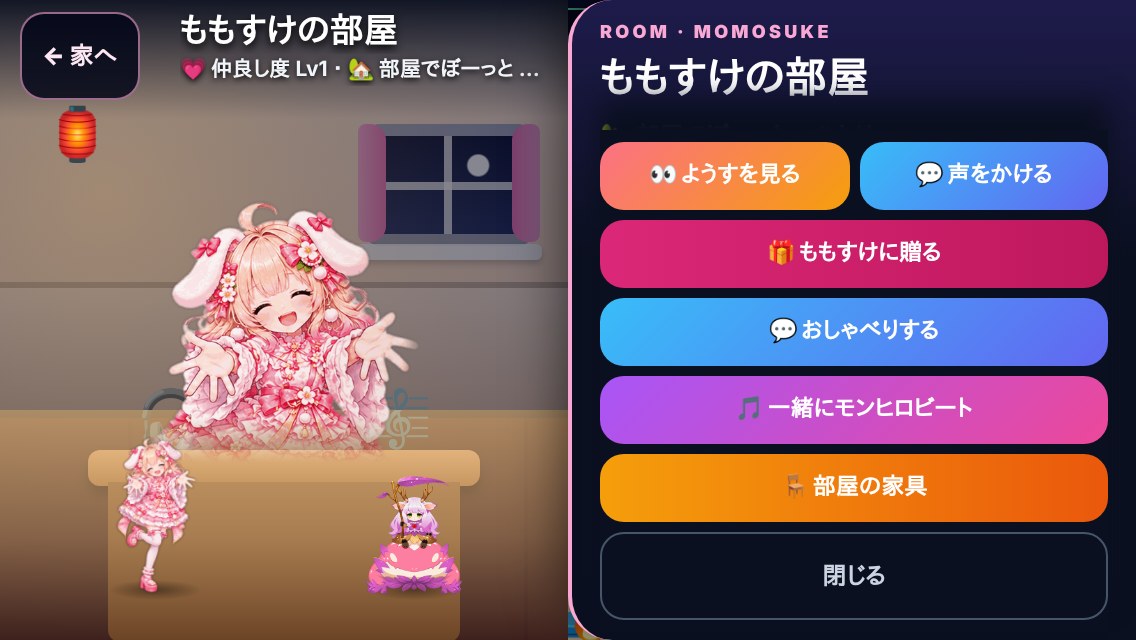 ← 家へ
ももすけの部屋
💗 仲良し度 Lv1 · 🏡 部屋でぼーっと …
ROOM · MOMOSUKE
ももすけの部屋
👀 ようすを見る
💬 声をかける
🎁 ももすけに贈る
💬 おしゃべりする
🎵 一緒にモンヒロビート
🪑 部屋の家具
閉じる